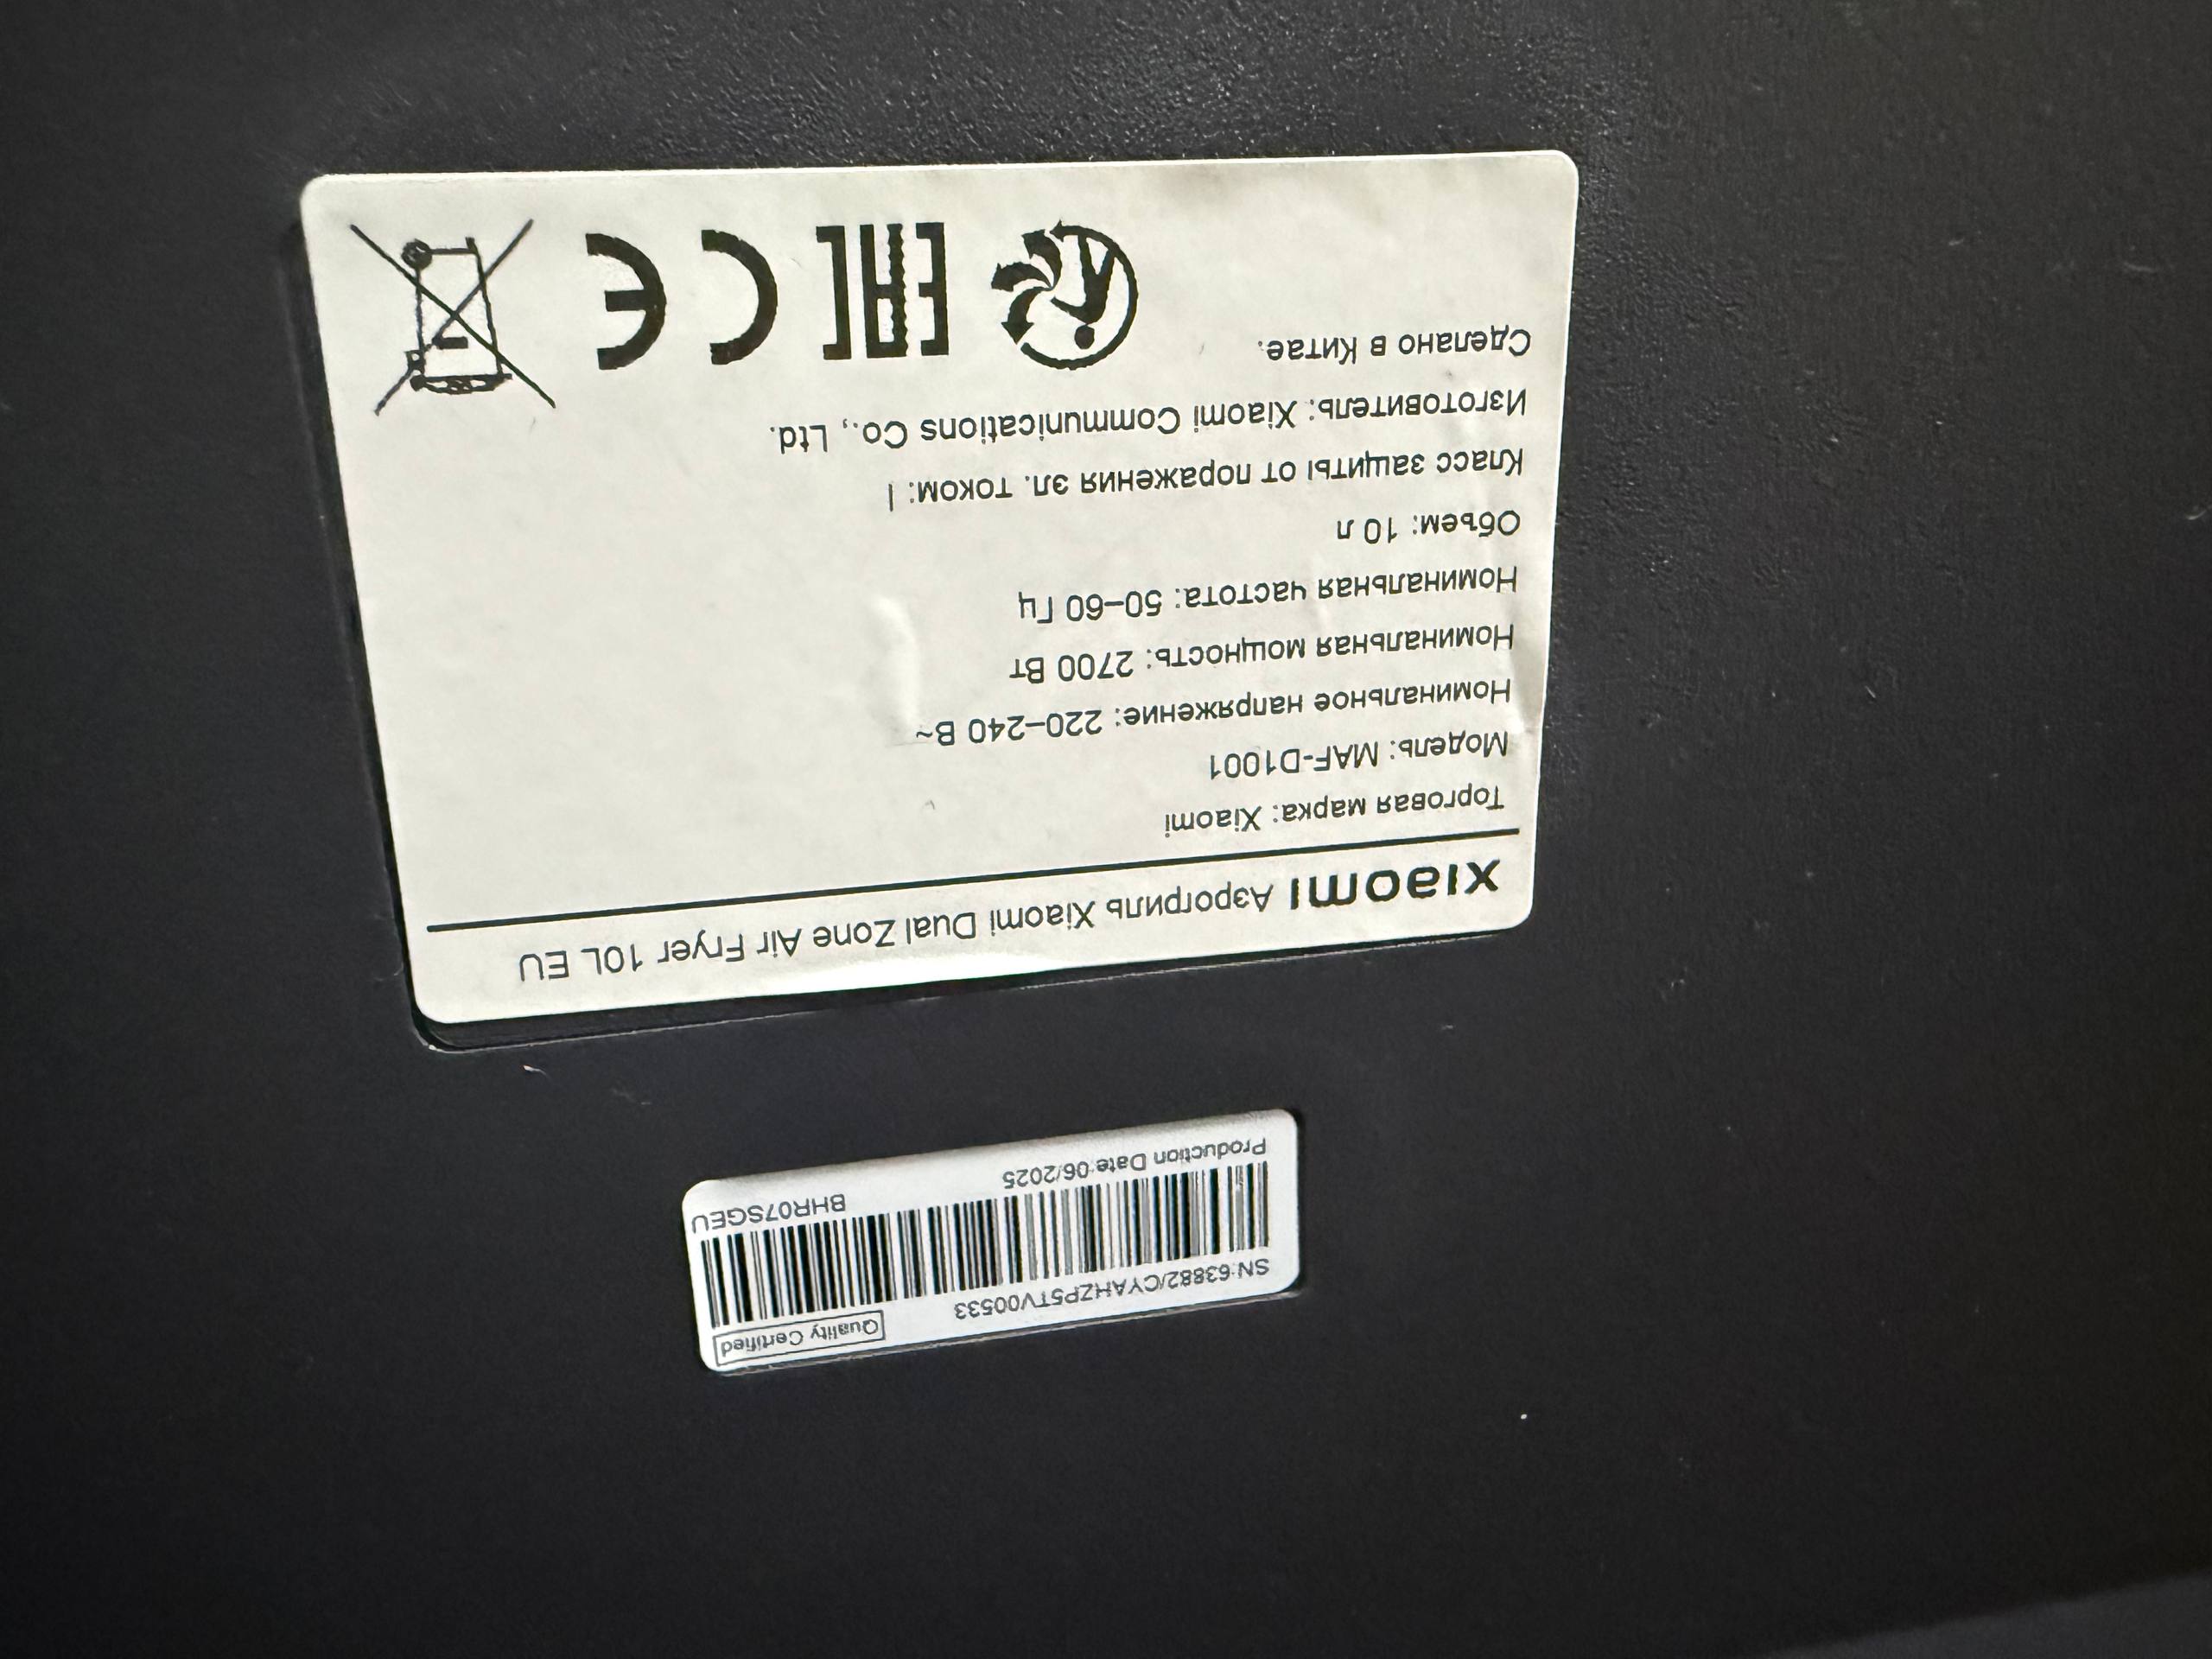 xiaomi Аэрогриль Xiaomi Dual Zone Air Fryer 10L EU
Торговая марка: Xiaomi
Модель: MAF-D1001
Номинальное напряжение: 220–240 В~
Номинальная мощность: 2700 Вт
Номинальная частота: 50–60 Гц
Объем: 10 л
Класс защиты от поражения эл. током: I
Изготовитель: Xiaomi Communications Co., Ltd.
Сделано в Китае.
EAC CE
SN:63882/CYAHZP5TV00533 Quality Certified
Production Date:06/2025 BHR07SGEU